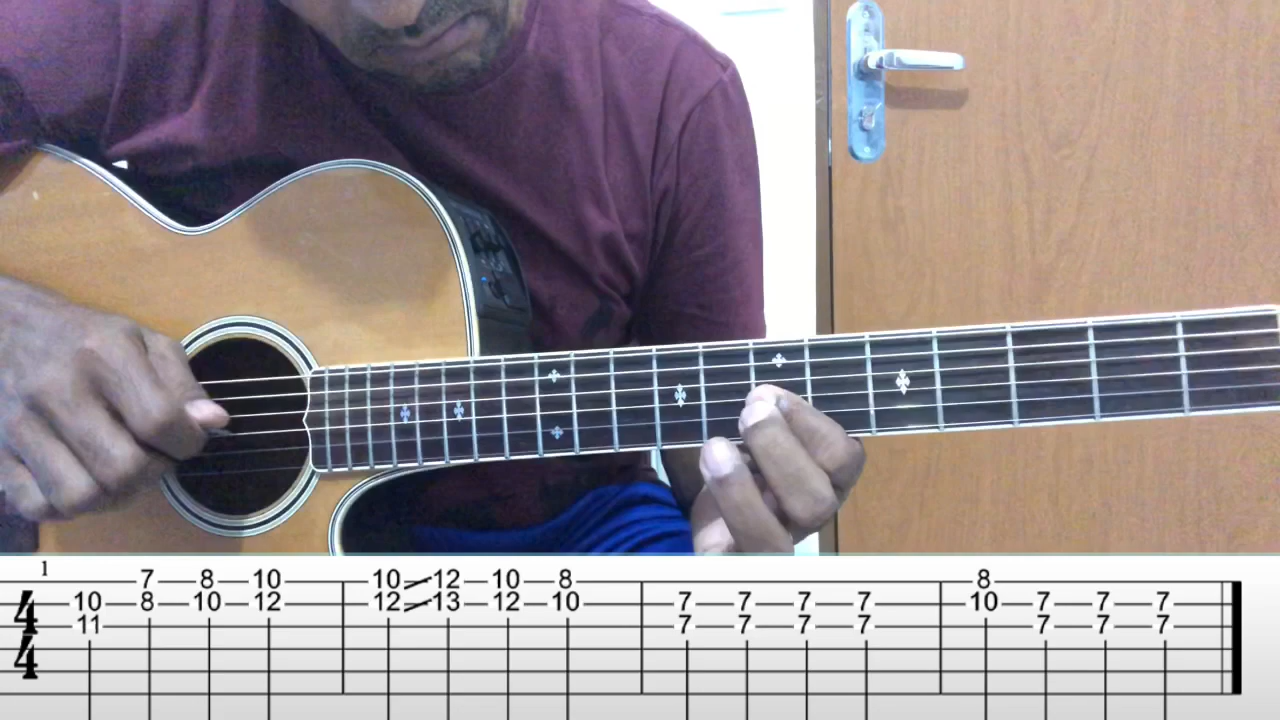 1
7 8 10 10 12 10 8 8
10 8 10 12 12 13 12 10 7 7 7 7 10 7 7 7
11 7 7 7 7 7 7 7
4
4